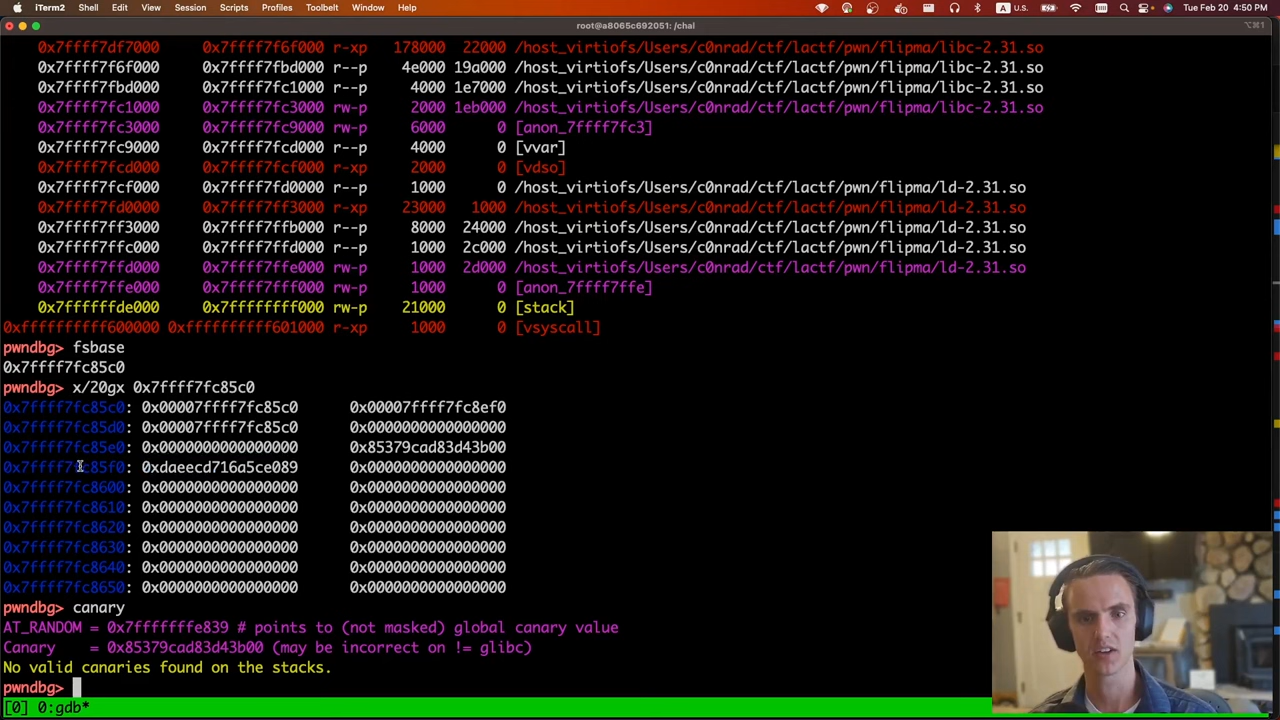 iTerm2 Shell Edit View Session Scripts Profiles Toolbelt Window Help U.S. Tue Feb 20 4:50 PM
root@a8065c692051: /chal ⌥⌘1
0x7ffff7df7000 0x7ffff7f6f000 r-xp 178000 22000 /host_virtiofs/Users/c0nrad/ctf/lactf/pwn/flipma/libc-2.31.so
0x7ffff7f6f000 0x7ffff7fbd000 r--p 4e000 19a000 /host_virtiofs/Users/c0nrad/ctf/lactf/pwn/flipma/libc-2.31.so
0x7ffff7fbd000 0x7ffff7fc1000 r--p 4000 1e7000 /host_virtiofs/Users/c0nrad/ctf/lactf/pwn/flipma/libc-2.31.so
0x7ffff7fc1000 0x7ffff7fc3000 rw-p 2000 1eb000 /host_virtiofs/Users/c0nrad/ctf/lactf/pwn/flipma/libc-2.31.so
0x7ffff7fc3000 0x7ffff7fc9000 rw-p 6000 0 [anon_7ffff7fc3]
0x7ffff7fc9000 0x7ffff7fcd000 r--p 4000 0 [vvar]
0x7ffff7fcd000 0x7ffff7fcf000 r-xp 2000 0 [vdso]
0x7ffff7fcf000 0x7ffff7fd0000 r--p 1000 0 /host_virtiofs/Users/c0nrad/ctf/lactf/pwn/flipma/ld-2.31.so
0x7ffff7fd0000 0x7ffff7ff3000 r-xp 23000 1000 /host_virtiofs/Users/c0nrad/ctf/lactf/pwn/flipma/ld-2.31.so
0x7ffff7ff3000 0x7ffff7ffb000 r--p 8000 24000 /host_virtiofs/Users/c0nrad/ctf/lactf/pwn/flipma/ld-2.31.so
0x7ffff7ffc000 0x7ffff7ffd000 r--p 1000 2c000 /host_virtiofs/Users/c0nrad/ctf/lactf/pwn/flipma/ld-2.31.so
0x7ffff7ffd000 0x7ffff7ffe000 rw-p 1000 2d000 /host_virtiofs/Users/c0nrad/ctf/lactf/pwn/flipma/ld-2.31.so
0x7ffff7ffe000 0x7ffff7fff000 rw-p 1000 0 [anon_7ffff7ffe]
0x7ffffffde000 0x7ffffffff000 rw-p 21000 0 [stack]
0xffffffffff600000 0xffffffffff601000 r-xp 1000 0 [vsyscall]
pwndbg> fsbase
0x7ffff7fc85c0
pwndbg> x/20gx 0x7ffff7fc85c0
0x7ffff7fc85c0: 0x00007ffff7fc85c0 0x00007ffff7fc8ef0
0x7ffff7fc85d0: 0x00007ffff7fc85c0 0x0000000000000000
0x7ffff7fc85e0: 0x0000000000000000 0x85379cad83d43b00
0x7ffff7fc85f0: 0xdaeecd716a5ce089 0x0000000000000000
0x7ffff7fc8600: 0x0000000000000000 0x0000000000000000
0x7ffff7fc8610: 0x0000000000000000 0x0000000000000000
0x7ffff7fc8620: 0x0000000000000000 0x0000000000000000
0x7ffff7fc8630: 0x0000000000000000 0x0000000000000000
0x7ffff7fc8640: 0x0000000000000000 0x0000000000000000
0x7ffff7fc8650: 0x0000000000000000 0x0000000000000000
pwndbg> canary
AT_RANDOM = 0x7fffffffe839 # points to (not masked) global canary value
Canary = 0x85379cad83d43b00 (may be incorrect on != glibc)
No valid canaries found on the stacks.
pwndbg>
[0] 0:gdb*